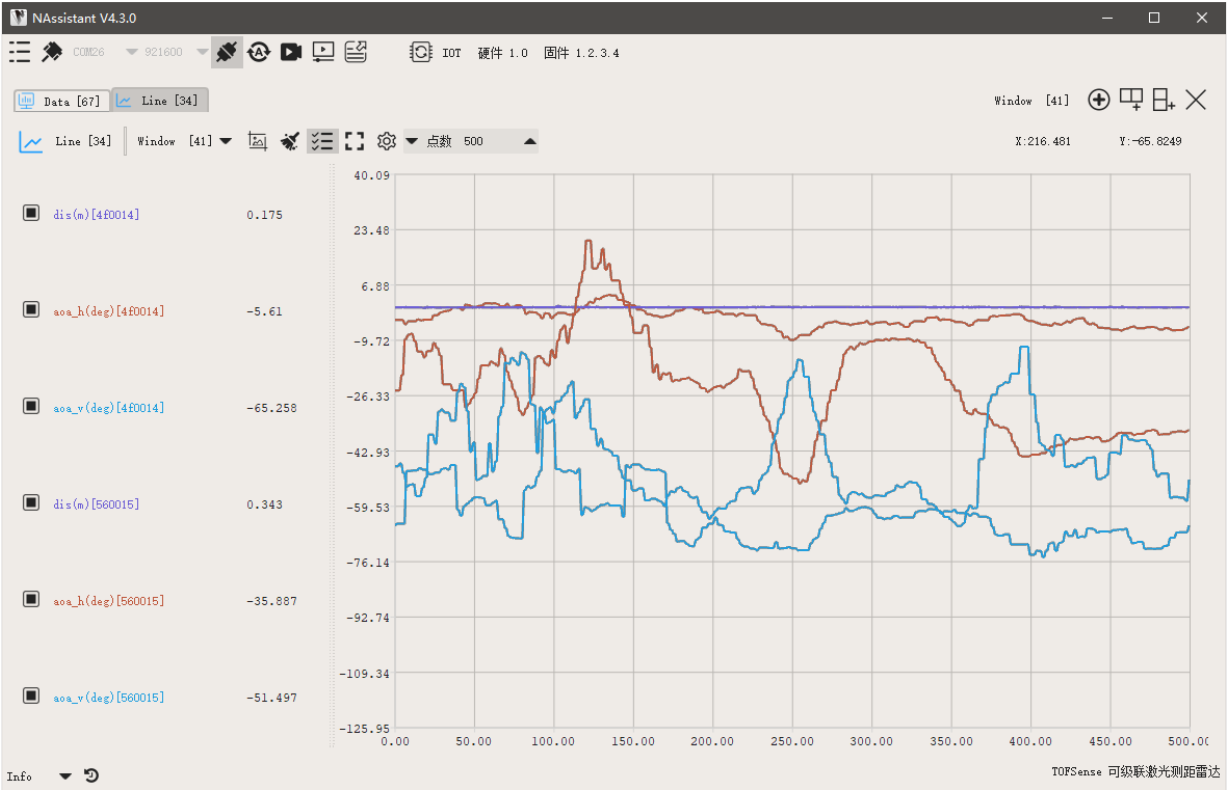 NAssistant V4.3.0
COM26 921600 IOT 硬件 1.0 固件 1.2.3.4
Data [67] Line [34] Window [41]
Line [34] Window [41] 点数 500 X:216.481 Y:-65.8249
dis(m)[4f0014] 0.175
aoa_h(deg)[4f0014] -5.61
aoa_v(deg)[4f0014] -65.258
dis(m)[560015] 0.343
aoa_h(deg)[560015] -35.887
aoa_v(deg)[560015] -51.497
40.09
23.48
6.88
-9.72
-26.33
-42.93
-59.53
-76.14
-92.74
-109.34
-125.95
0.00 50.00 100.00 150.00 200.00 250.00 300.00 350.00 400.00 450.00 500.00
Info TOFSense 可级联激光测距雷达